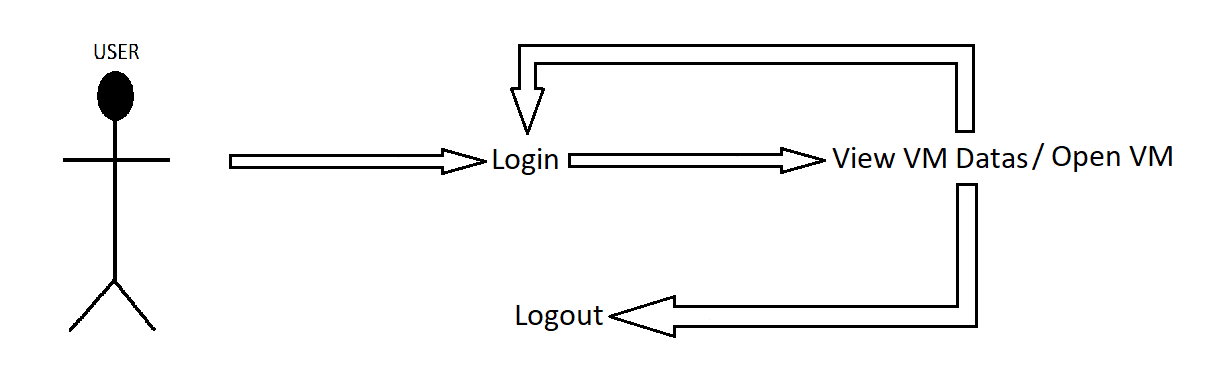 USER
Login
View VM Datas / Open VM
Logout